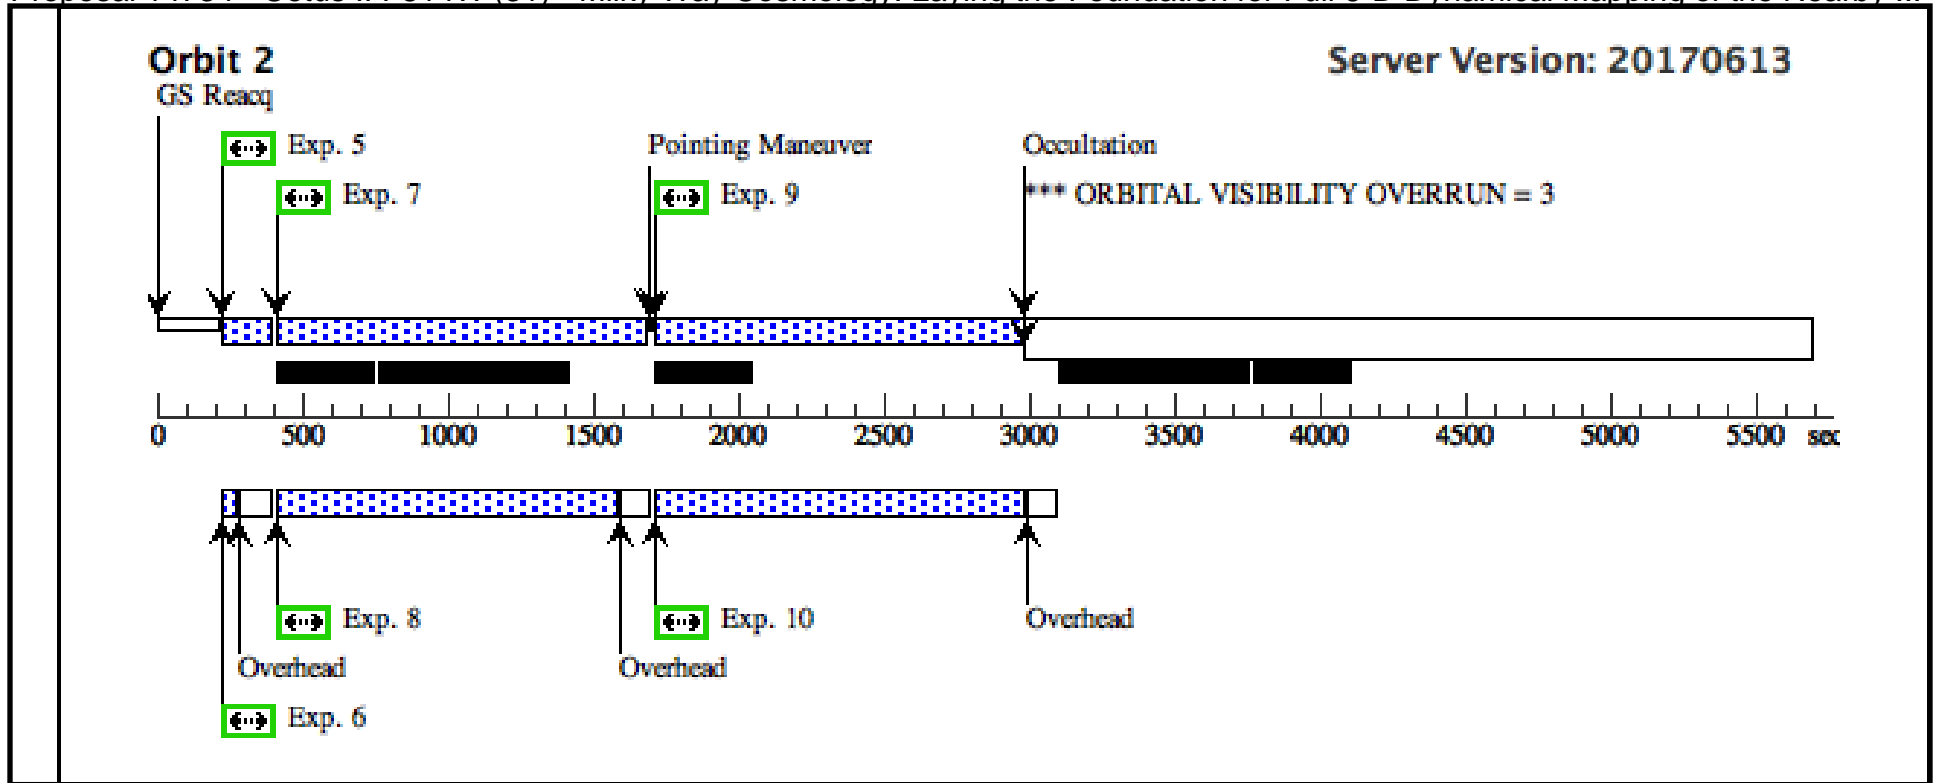 Orbit 2
Server Version: 20170613
GS Reacq
Exp. 5
Pointing Maneuver
Occultation
Exp. 7
Exp. 9
*** ORBITAL VISIBILITY OVERRUN = 3
0 500 1000 1500 2000 2500 3000 3500 4000 4500 5000 5500 sec
Exp. 8
Exp. 10
Overhead
Overhead
Overhead
Exp. 6